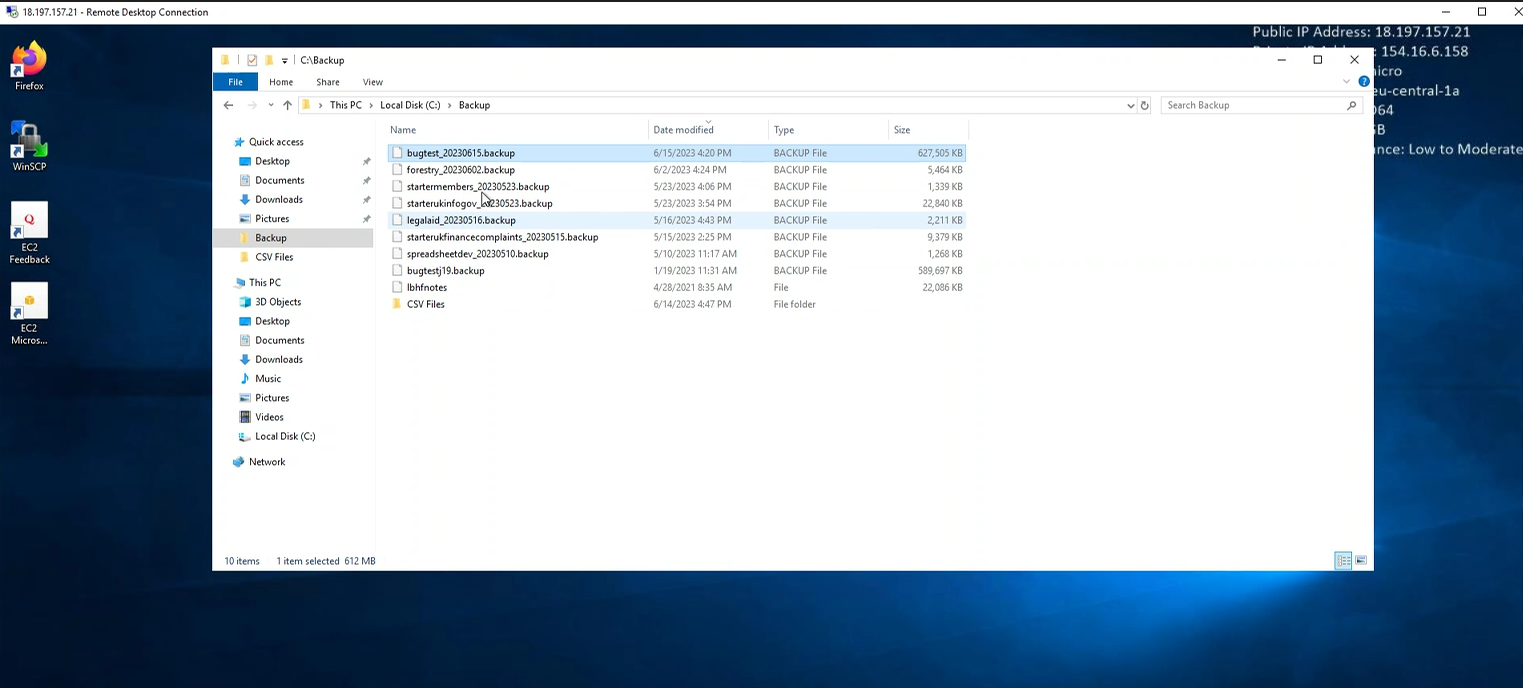 18.197.157.21 - Remote Desktop Connection
Public IP Address: 18.197.157.21
154.16.6.158
micro
eu-central-1a
64
GB
ance: Low to Moderate
Firefox
WinSCP
EC2
Feedback
EC2
Micros...
C:\Backup
File Home Share View
This PC > Local Disk (C:) > Backup
Search Backup
Quick access
Desktop
Documents
Downloads
Pictures
Backup
CSV Files
This PC
3D Objects
Desktop
Documents
Downloads
Music
Pictures
Videos
Local Disk (C:)
Network
Name Date modified Type Size
bugtest_20230615.backup 6/15/2023 4:20 PM BACKUP File 627,505 KB
forestry_20230602.backup 6/2/2023 4:24 PM BACKUP File 5,464 KB
startermembers_20230523.backup 5/23/2023 4:06 PM BACKUP File 1,339 KB
starterukinfogov_20230523.backup 5/23/2023 3:54 PM BACKUP File 22,840 KB
legalaid_20230516.backup 5/16/2023 4:43 PM BACKUP File 2,211 KB
starterukfinancecomplaints_20230515.backup 5/15/2023 2:25 PM BACKUP File 9,379 KB
spreadsheetdev_20230510.backup 5/10/2023 11:17 AM BACKUP File 1,268 KB
bugtestj19.backup 1/19/2023 11:31 AM BACKUP File 589,697 KB
lbhfnotes 4/28/2021 8:35 AM File 22,086 KB
CSV Files 6/14/2023 4:47 PM File folder
10 items 1 item selected 612 MB